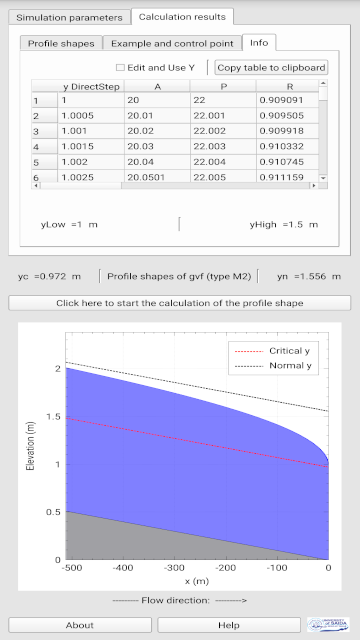 Simulation parameters Calculation results
Profile shapes Example and control point Info
Edit and Use Y Copy table to clipboard
y DirectStep A P R
1 1 20 22 0.909091
2 1.0005 20.01 22.001 0.909505
3 1.001 20.02 22.002 0.909918
4 1.0015 20.03 22.003 0.910332
5 1.002 20.04 22.004 0.910745
6 1.0025 20.0501 22.005 0.911159
yLow =1 m yHigh =1.5 m
yc =0.972 m Profile shapes of gvf (type M2) yn =1.556 m
Click here to start the calculation of the profile shape
Critical y
Normal y
2
1.5
1
0.5
0
Elevation (m)
-500 -400 -300 -200 -100 0
x (m)
-------- Flow direction: -------->
About Help